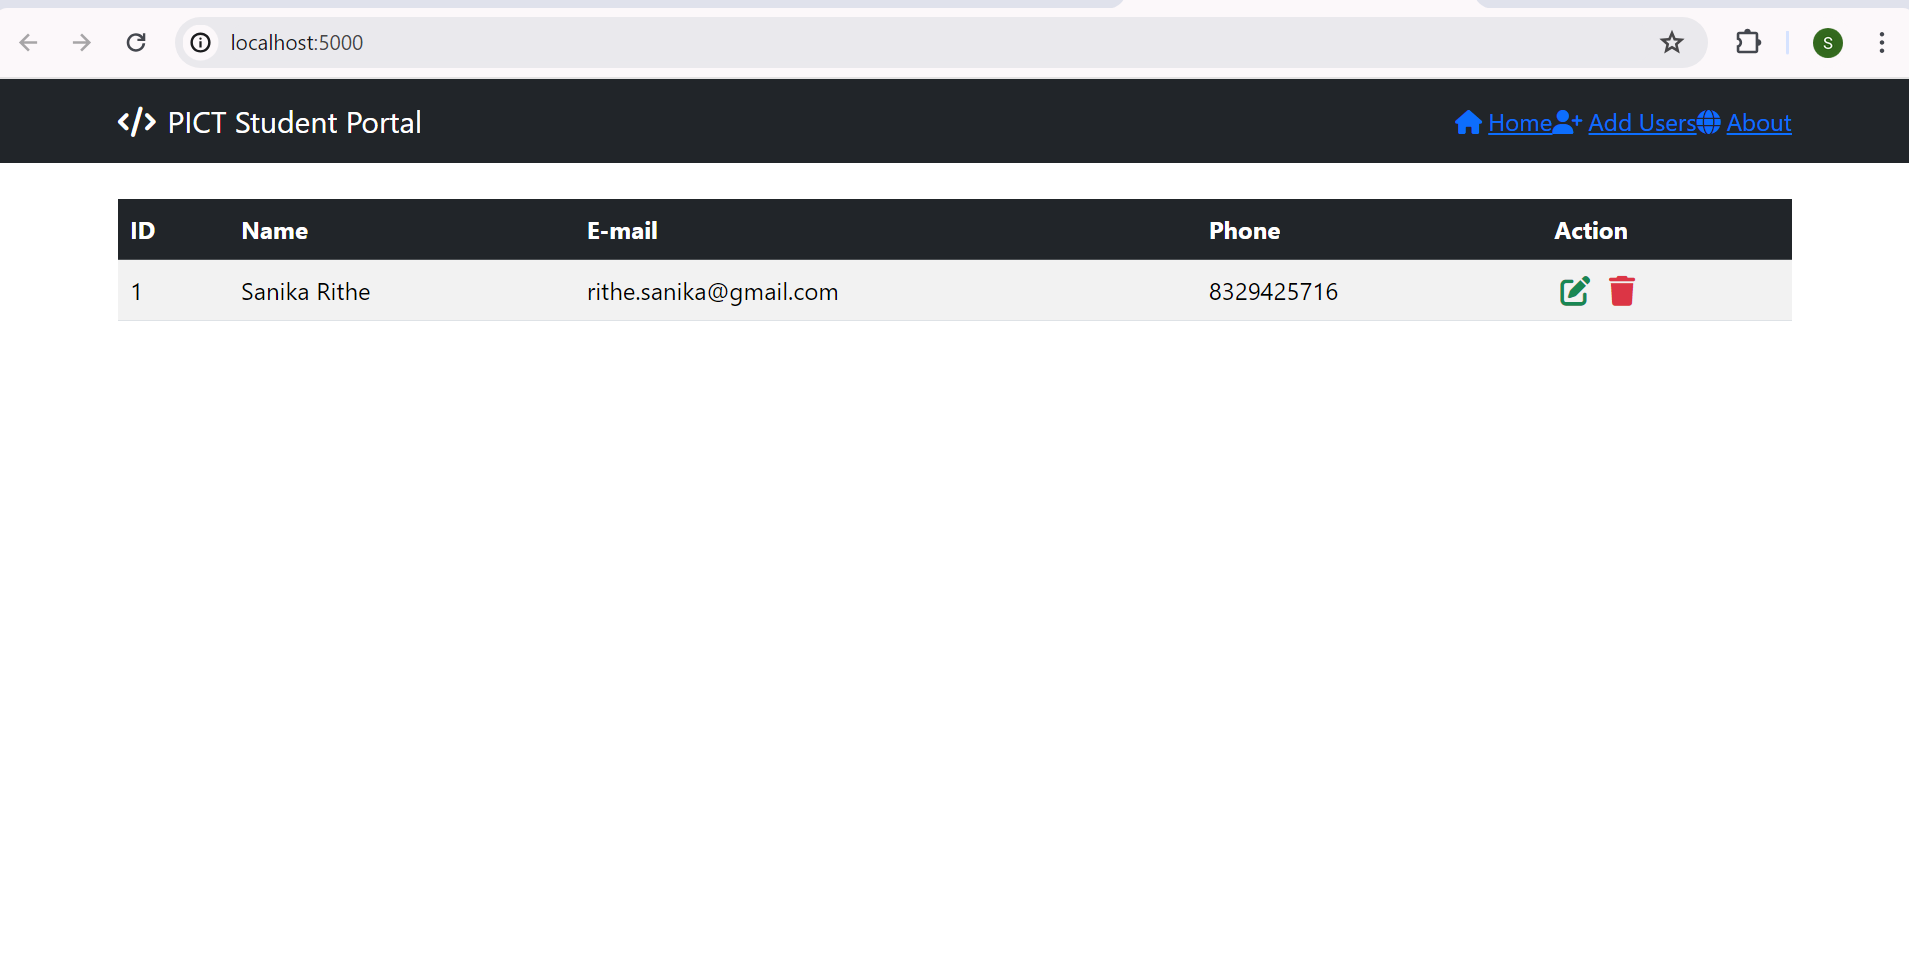 localhost:5000
S
</> PICT Student Portal Home Add Users About
ID Name E-mail Phone Action
1 Sanika Rithe rithe.sanika@gmail.com 8329425716